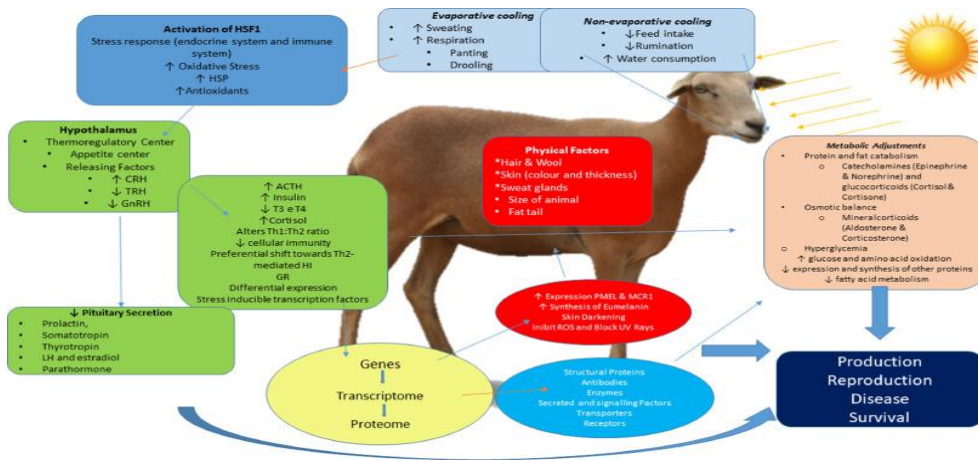 Activation of HSF1
Stress response (endocrine system and immune
system)
↑ Oxidative Stress
↑ HSP
↑Antioxidants
Evaporative cooling
• ↑ Sweating
• ↑ Respiration
• Panting
• Drooling
Non-evaporative cooling
• ↓Feed intake
• ↓Rumination
• ↑ Water consumption
Hypothalamus
• Thermoregulatory Center
• Appetite center
• Releasing Factors
• ↑ CRH
• ↓ TRH
• ↓ GnRH
↑ ACTH
↑ Insulin
↓ T3 e T4
↑Cortisol
Alters Th1:Th2 ratio
↓ cellular immunity
Preferential shift towards Th2-
mediated HI
GR
Differential expression
Stress inducible transcription factors
Physical Factors
*Hair & Wool
*Skin (colour and thickness)
*Sweat glands
• Size of animal
• Fat tail
Metabolic Adjustments
• Protein and fat catabolism
o Catecholamines (Epinephrine
& Norephrine) and
glucocorticoids (Cortisol &
Cortisone)
• Osmotic balance
o Mineralcorticoids
(Aldosterone &
Corticosterone)
o Hyperglycemia
↑ glucose and amino acid oxidation
↓ expression and synthesis of other proteins
↓ fatty acid metabolism
↓ Pituitary Secretion
• Prolactin,
• Somatotropin
• Thyrotropin
• LH and estradiol
• Parathormone
↑ Expression PMEL & MCR1
↑ Synthesis of Eumelanin
Skin Darkening
Inibit ROS and Block UV Rays
Genes
Transcriptome
Proteome
Structural Proteins
Antibodies
Enzymes
Secreted and signalling Factors
Transporters
Receptors
Production
Reproduction
Disease
Survival